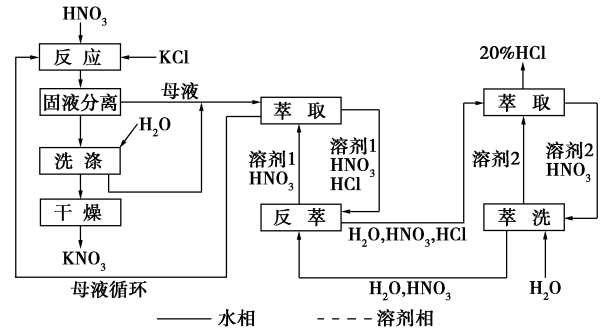 HNO₃
反应
KCl
20%HCl
固液分离
母液
萃取
萃取
H₂O
洗涤
溶剂1
HNO₃
溶剂1
HNO₃
HCl
溶剂2
溶剂2
HNO₃
干燥
反萃
萃洗
H₂O,HNO₃,HCl
KNO₃
母液循环
H₂O,HNO₃
H₂O
水相
溶剂相